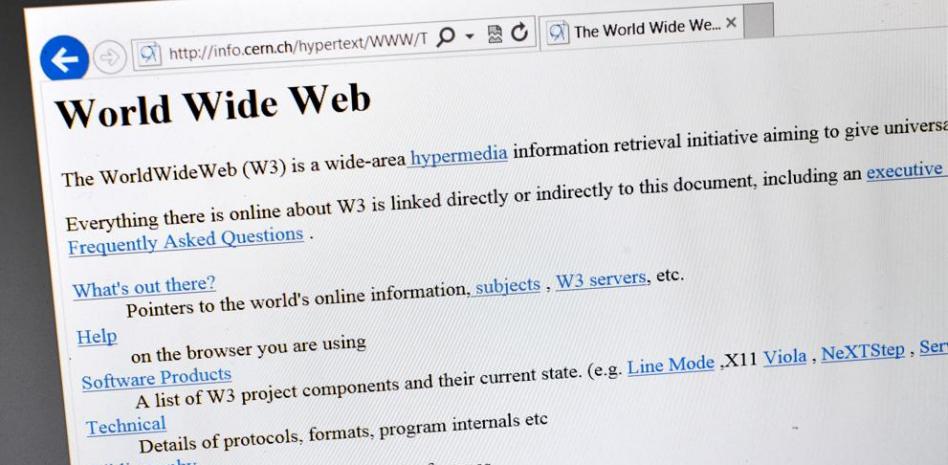 http://info.cern.ch/hypertext/WWW/T
The World Wide We...
World Wide Web
The WorldWideWeb (W3) is a wide-area hypermedia information retrieval initiative aiming to give universa
Everything there is online about W3 is linked directly or indirectly to this document, including an executive
Frequently Asked Questions .
What's out there?
Pointers to the world's online information, subjects , W3 servers, etc.
Help
on the browser you are using
Software Products
A list of W3 project components and their current state. (e.g. Line Mode ,X11 Viola , NeXTStep , Ser
Technical
Details of protocols, formats, program internals etc